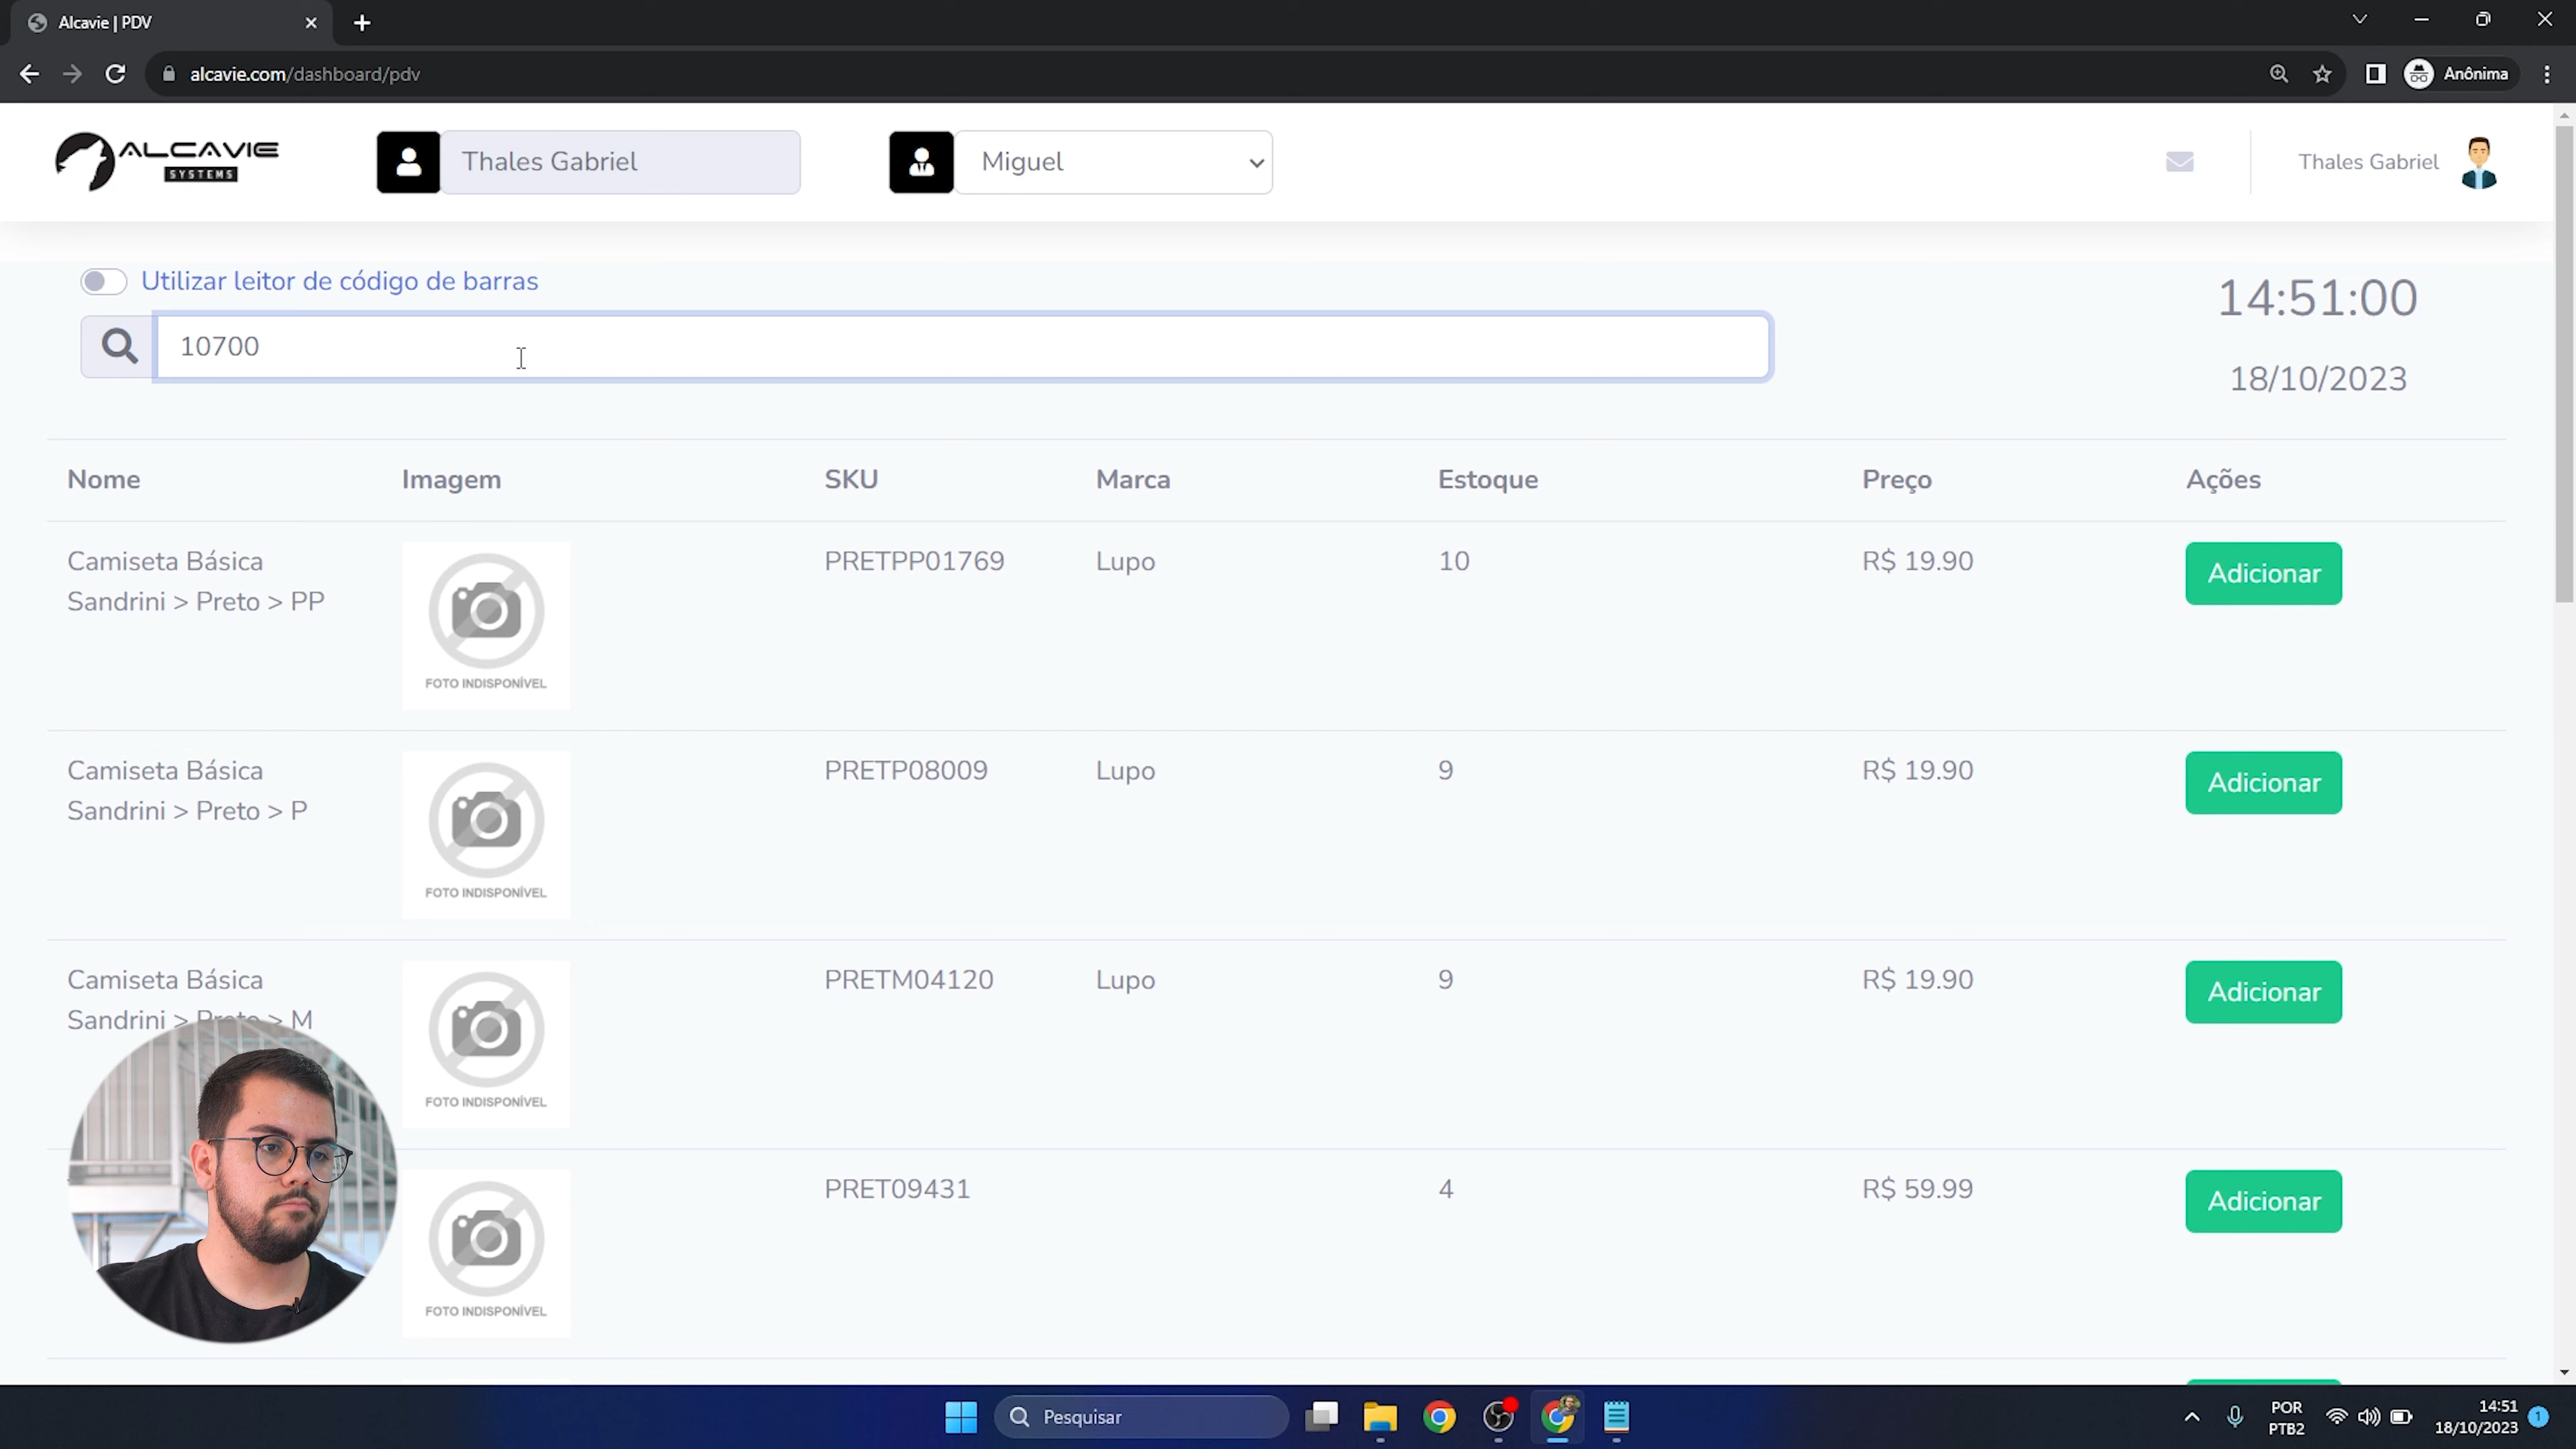 Alcavie | PDV
alcavie.com/dashboard/pdv
Anônima
ALCAVIE
SYSTEMS
Thales Gabriel
Miguel
Thales Gabriel
Utilizar leitor de código de barras
14:51:00
10700
18/10/2023
Nome Imagem SKU Marca Estoque Preço Ações
Camiseta Básica
Sandrini > Preto > PP
FOTO INDISPONÍVEL
PRETPP01769 Lupo 10 R$ 19.90 Adicionar
Camiseta Básica
Sandrini > Preto > P
FOTO INDISPONÍVEL
PRETP08009 Lupo 9 R$ 19.90 Adicionar
Camiseta Básica
Sandrini > Preto > M
FOTO INDISPONÍVEL
PRETM04120 Lupo 9 R$ 19.90 Adicionar
FOTO INDISPONÍVEL
PRET09431 4 R$ 59.99 Adicionar
Pesquisar
POR
PTB2
14:51
18/10/2023
1